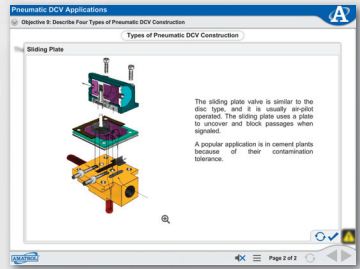 Pneumatic DCV Applications
Objective 9: Describe Four Types of Pneumatic DCV Construction
Types of Pneumatic DCV Construction
Sliding Plate
The sliding plate valve is similar to the
disc type, and it is usually air-pilot
operated. The sliding plate uses a plate
to uncover and block passages when
signaled.
A popular application is in cement plants
because of their contamination
tolerance.
AMATROL
Page 2 of 2